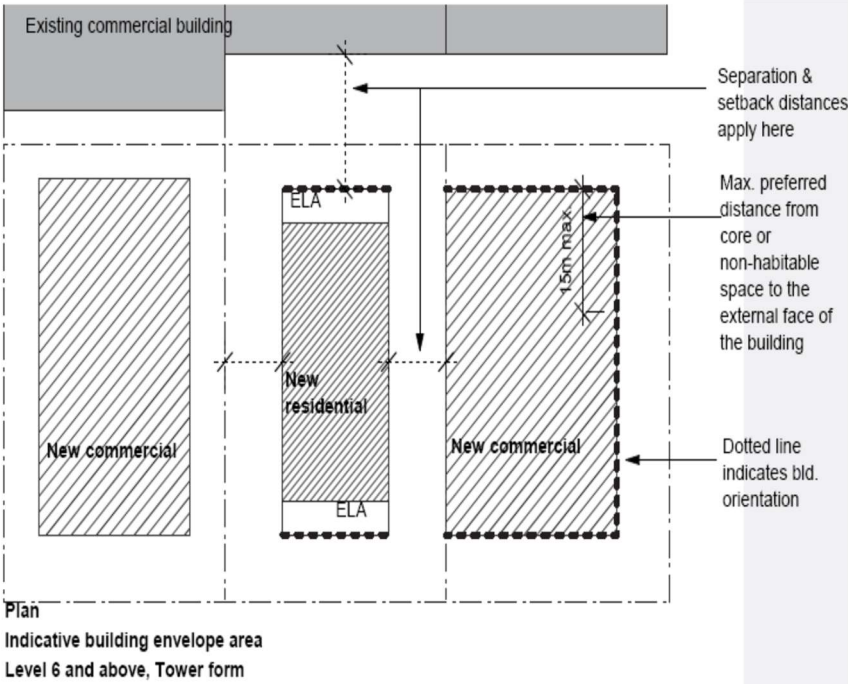 Existing commercial building
Separation &
setback distances
apply here
Max. preferred
distance from
core or
non-habitable
space to the
external face of
the building
ELA
15m max.
New
residential
New commercial
New commercial
Dotted line
indicates bld.
orientation
ELA
Plan
Indicative building envelope area
Level 6 and above, Tower form